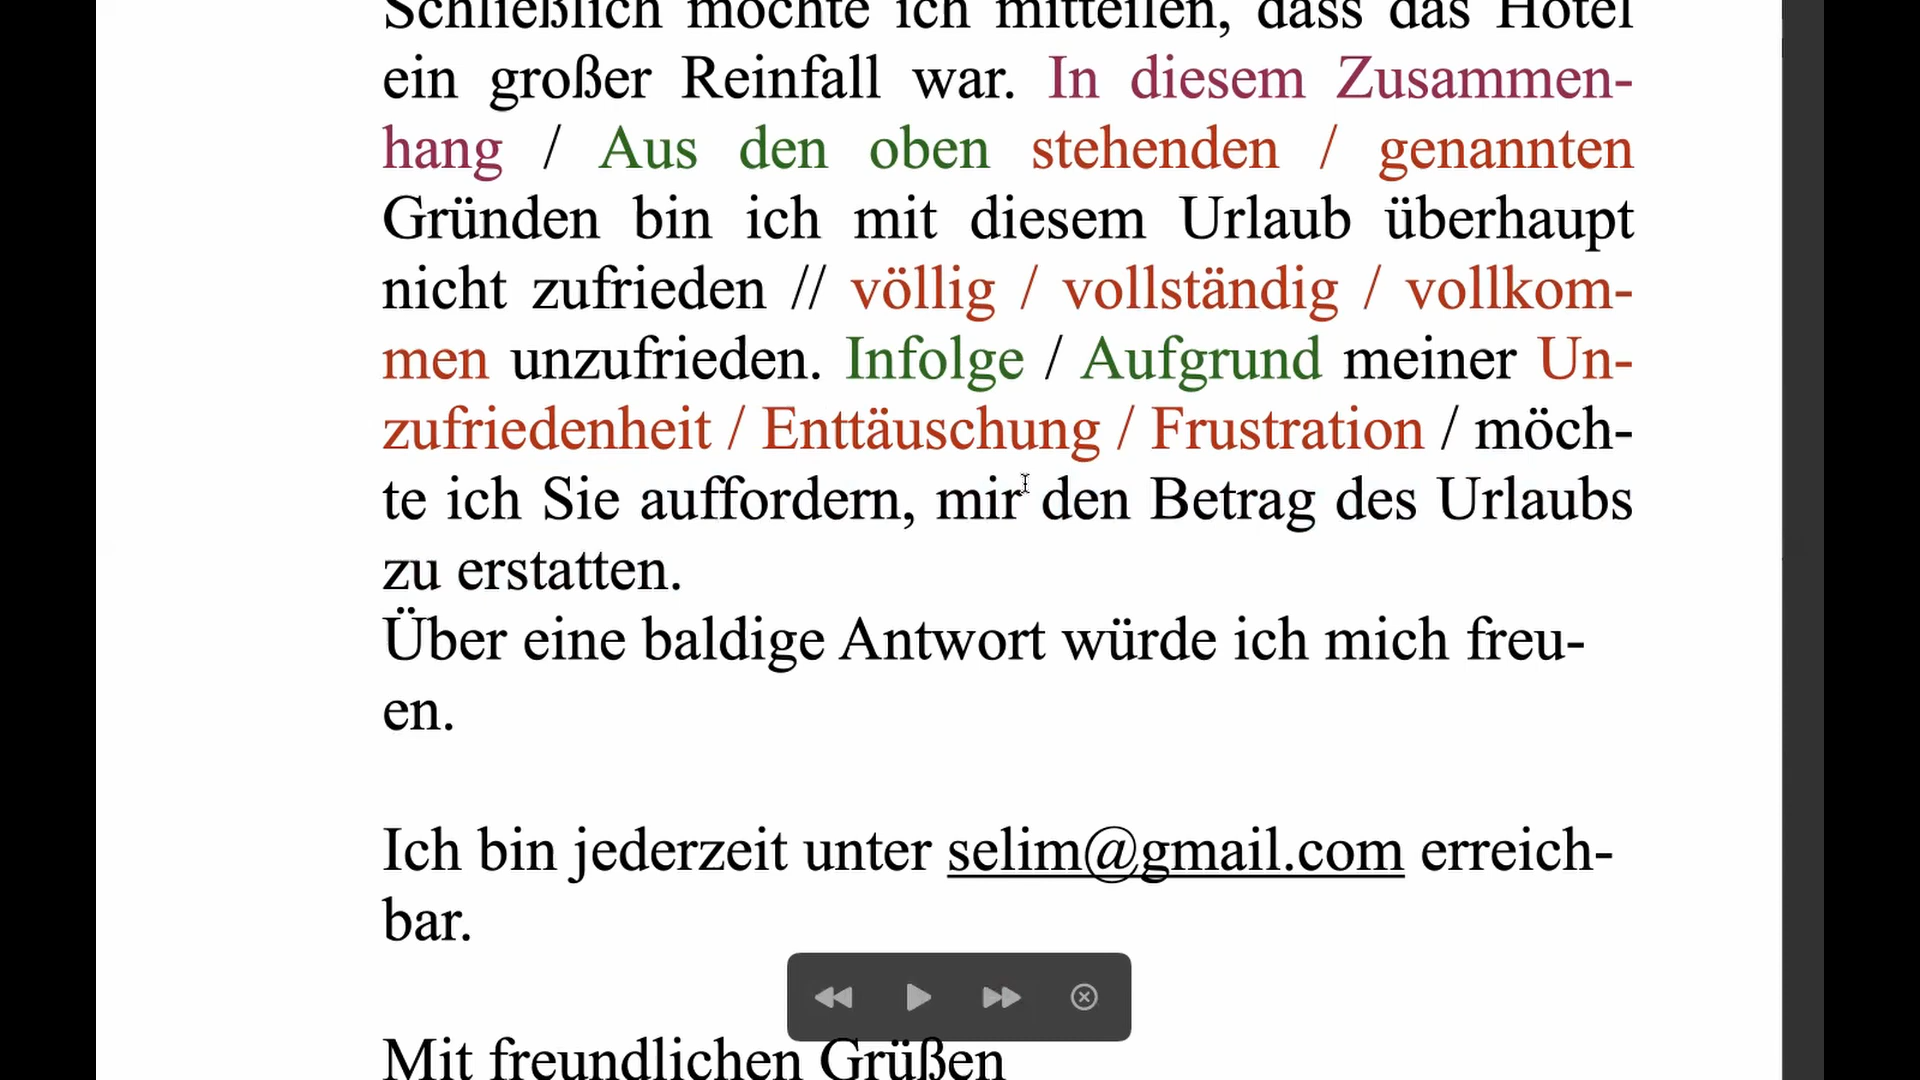 Schließlich möchte ich mitteilen, dass das Hotel
ein großer Reinfall war. In diesem Zusammen-
hang / Aus den oben stehenden / genannten
Gründen bin ich mit diesem Urlaub überhaupt
nicht zufrieden // völlig / vollständig / vollkom-
men unzufrieden. Infolge / Aufgrund meiner Un-
zufriedenheit / Enttäuschung / Frustration / möch-
te ich Sie auffordern, mir den Betrag des Urlaubs
zu erstatten.
Über eine baldige Antwort würde ich mich freu-
en.
Ich bin jederzeit unter selim@gmail.com erreich-
bar.
Mit freundlichen Grüßen